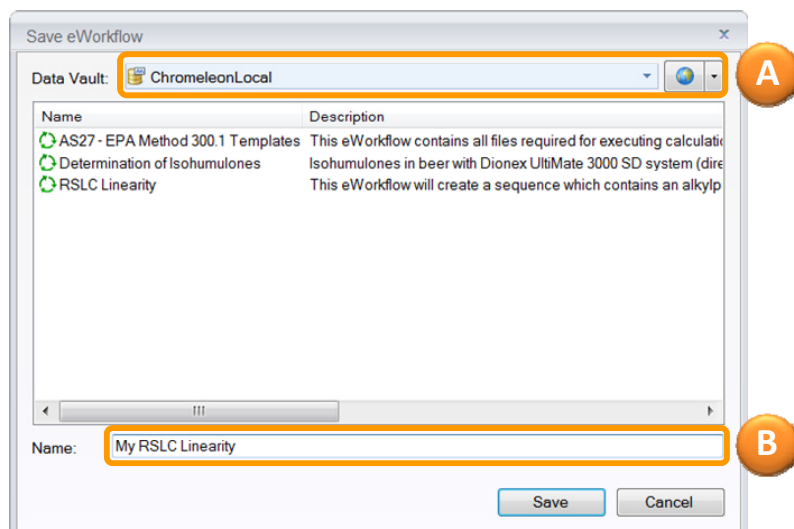 Save eWorkflow x
Data Vault: ChromeleonLocal A
Name Description
AS27 - EPA Method 300.1 Templates This eWorkflow contains all files required for executing calculatio
Determination of Isohumulones Isohumulones in beer with Dionex UltiMate 3000 SD system (dire
RSLC Linearity This eWorkflow will create a sequence which contains an alkylp
Name: My RSLC Linearity B
Save Cancel